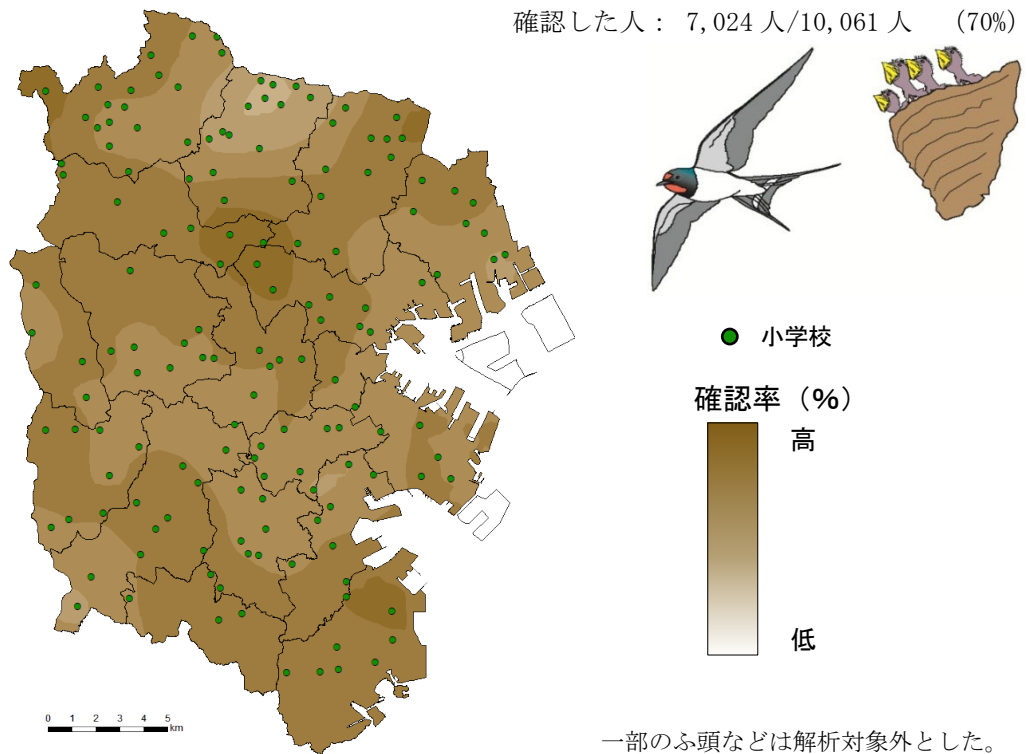 確認した人： 7,024 人/10,061 人　(70%)
小学校
確認率（%）
高
低
0 1 2 3 4 5
km
一部のふ頭などは解析対象外とした。